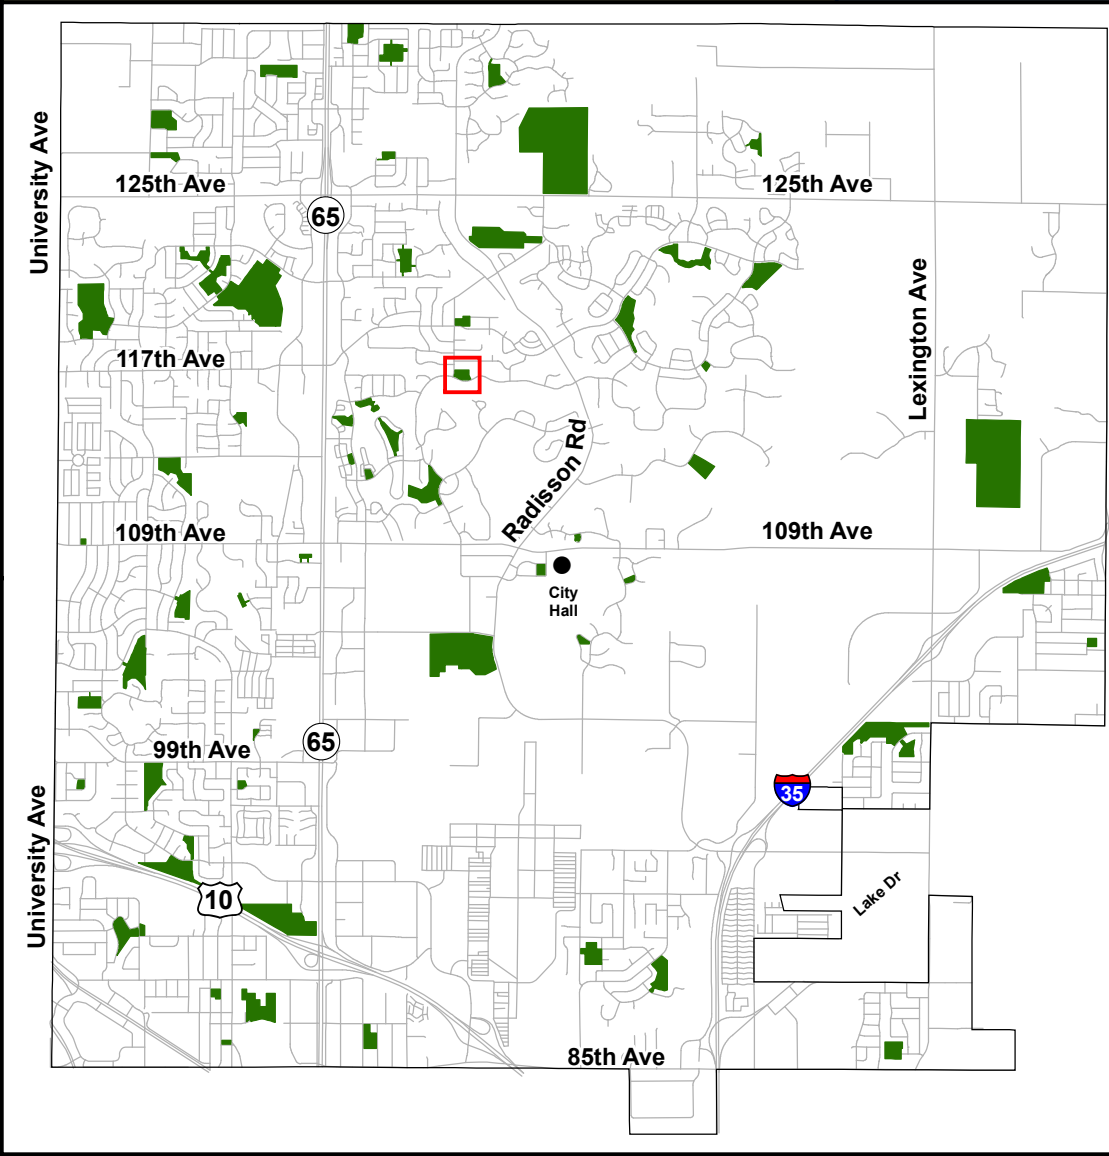 University Ave
125th Ave
125th Ave
65
Lexington Ave
117th Ave
Radisson Rd
109th Ave
109th Ave
City
Hall
99th Ave
65
35
University Ave
10
Lake Dr
85th Ave